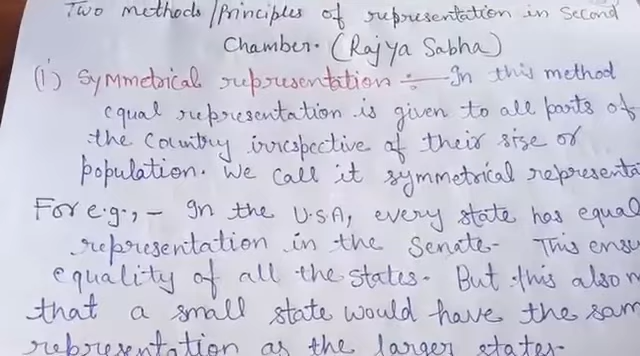 Two Methods/Principles of representation in Second
Chamber. (Rajya Sabha)
(i) Symmetrical representation :- In this method
equal representation is given to all parts of
the Country irrespective of their size or
population. We call it symmetrical representa
For e.g., - In the U.S.A, every state has equal
representation in the Senate. This ensu
equality of all the states. But this also m
that a small state would have the sam
representation as the larger states.